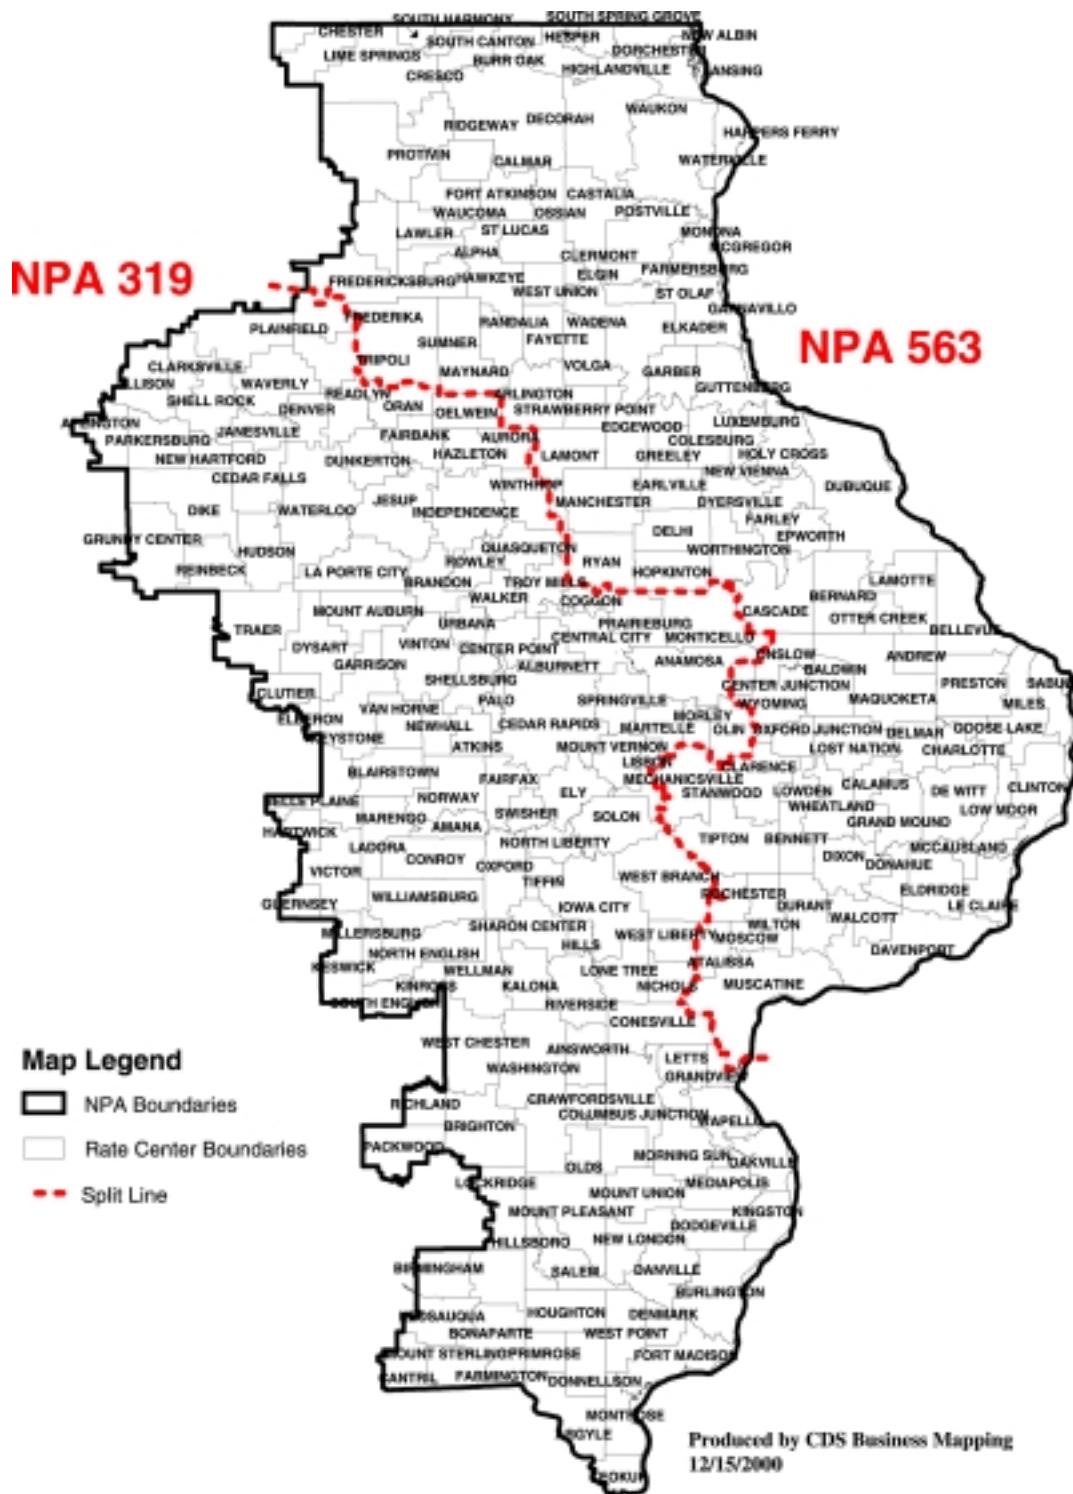 SOUTH HARMONY
SOUTH SPRING GROVE
CHESTER
SOUTH CANTON
HESPER
NEW ALBIN
DORCHESTER
LIME SPRINGS
BURR OAK
HIGHLANDVILLE
CRESCO
WAUKON
RIDGEWAY
DECORAH
HARPERS FERRY
PROTIVIN
CALMAR
WATERVILLE
FORT ATKINSON
CASTALIA
WAUCOMA
OSSIAN
POSTVILLE
LAWLER
ST LUCAS
MONONA
ALPHA
CLERMONT
NPA 319
FREDERICKSBURG
HAWKEYE
ELGIN
FARMERSBURG
WEST UNION
ST OLAF
PLAINFIELD
FREDERIKA
RANDALIA
WADENA
ELKADER
NPA 563
SUMNER
FAYETTE
TRIPOLI
CLARKSVILLE
MAYNARD
VOLGA
GARBER
WAVERLY
GUTTENBERG
SHELL ROCK
READLYN
ARLINGTON
DENVER
ORAN
OELWEIN
STRAWBERRY POINT
JANESVILLE
EDGEWOOD
LUXEMBURG
PARKERSBURG
FAIRBANK
AURORA
COLESBURG
NEW HARTFORD
DUNKERTON
HAZLETON
LAMONT
GREELEY
HOLY CROSS
CEDAR FALLS
NEW VIENNA
WINTHROP
EARLVILLE
DUBUQUE
DIKE
WATERLOO
JESUP
INDEPENDENCE
MANCHESTER
DYERSVILLE
FARLEY
GRUNDY CENTER
HUDSON
DELHI
EPWORTH
QUASQUETON
WORTHINGTON
REINBECK
LA PORTE CITY
ROWLEY
RYAN
HOPKINTON
BRANDON
TROY MILLS
LAMOTTE
WALKER
COGGON
BERNARD
MOUNT AUBURN
CASCADE
OTTER CREEK
TRAER
URBANA
PRAIRIEBURG
BELLEVUE
DYSART
VINTON
CENTRAL CITY
MONTICELLO
CENTER POINT
ONSLOW
ANDREW
GARRISON
ALBURNETT
ANAMOSA
BALDWIN
SHELLSBURG
CENTER JUNCTION
PRESTON
CLUTIER
PALO
SPRINGVILLE
WYOMING
MAQUOKETA
MILES
VAN HORNE
MORLEY
NEWHALL
CEDAR RAPIDS
MARTELLE
OLIN
OXFORD JUNCTION
DELMAR
GOOSE LAKE
KEYSTONE
ATKINS
MOUNT VERNON
LOST NATION
CHARLOTTE
LISBON
CLARENCE
BLAIRSTOWN
FAIRFAX
MECHANICSVILLE
CALAMUS
CLINTON
NORWAY
ELY
STANWOOD
LOWDEN
DE WITT
BELLE PLAINE
WHEATLAND
LOW MOOR
MARENGO
SWISHER
SOLON
GRAND MOUND
HARTWICK
AMANA
NORTH LIBERTY
TIPTON
BENNETT
MCCAUSLAND
LADORA
CONROY
OXFORD
DIXON
DONAHUE
VICTOR
TIFFIN
WEST BRANCH
ELDRIDGE
WILLIAMSBURG
ROCHESTER
GUERNSEY
IOWA CITY
DURANT
LE CLAIRE
SHARON CENTER
WALCOTT
MILLERSBURG
WEST LIBERTY
WILTON
MOSCOW
NORTH ENGLISH
HILLS
DAVENPORT
KESWICK
WELLMAN
LONE TREE
ATALISSA
KINROSS
KALONA
NICHOLS
MUSCATINE
SOUTH ENGLISH
RIVERSIDE
CONESVILLE
WEST CHESTER
AINSWORTH
LETTS
Map Legend
WASHINGTON
GRANDVIEW
NPA Boundaries
RICHLAND
CRAWFORDSVILLE
COLUMBUS JUNCTION
WAPELLO
BRIGHTON
Rate Center Boundaries
PACKWOOD
MORNING SUN
OAKVILLE
OLDS
Split Line
LOCKRIDGE
MEDIAPOLIS
MOUNT UNION
MOUNT PLEASANT
KINGSTON
DODGEVILLE
HILLSBORO
NEW LONDON
BIRMINGHAM
SALEM
DANVILLE
BURLINGTON
HOUGHTON
DENMARK
BONAPARTE
WEST POINT
MOUNT STERLING
PRIMROSE
FORT MADISON
CANTRIL
FARMINGTON
DONNELLSON
MONTROSE
Produced by CDS Business Mapping
12/15/2000